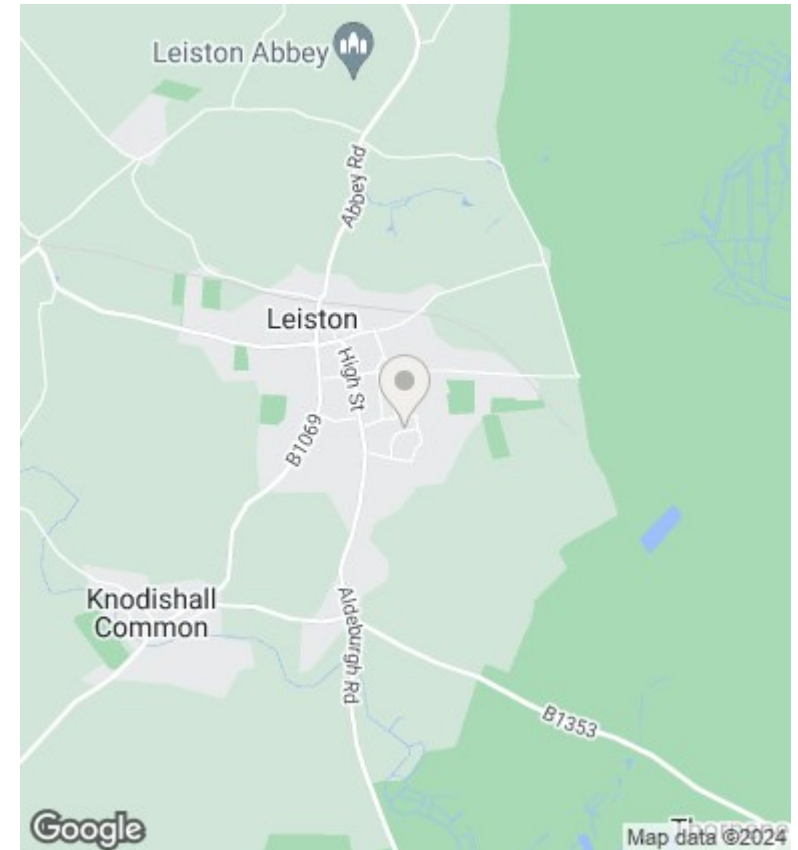 Leiston Abbey
Abbey Rd
Leiston
High St
B1069
Knodishall
Common
Aldeburgh Rd
B1353
Google
Map data ©2024